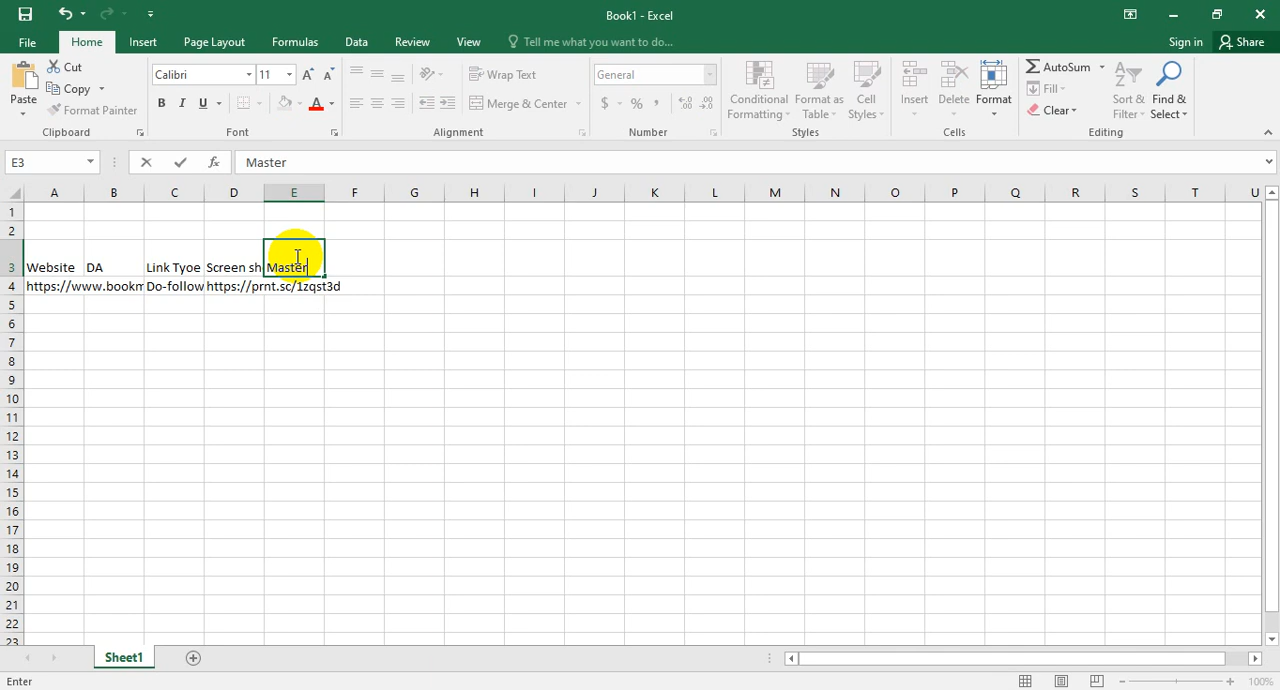 Book1 - Excel
File Home Insert Page Layout Formulas Data Review View Tell me what you want to do... Sign in Share
Paste Cut Copy Format Painter Clipboard
Calibri 11 B I U A Font
Wrap Text Merge & Center Alignment
General $ % , Number
Conditional Formatting Format as Table Cell Styles Styles
Insert Delete Format Cells
AutoSum Fill Clear Sort & Filter Find & Select Editing
E3 fx Master
A B C D E F G H I J K L M N O P Q R S T U
1
2
3 Website DA Link Tyoe Screen sh Master
4 https://www.bookm Do-follow https://prnt.sc/1zqst3d
5
6
7
8
9
10
11
12
13
14
15
16
17
18
19
20
21
22
23
Sheet1
Enter 100%